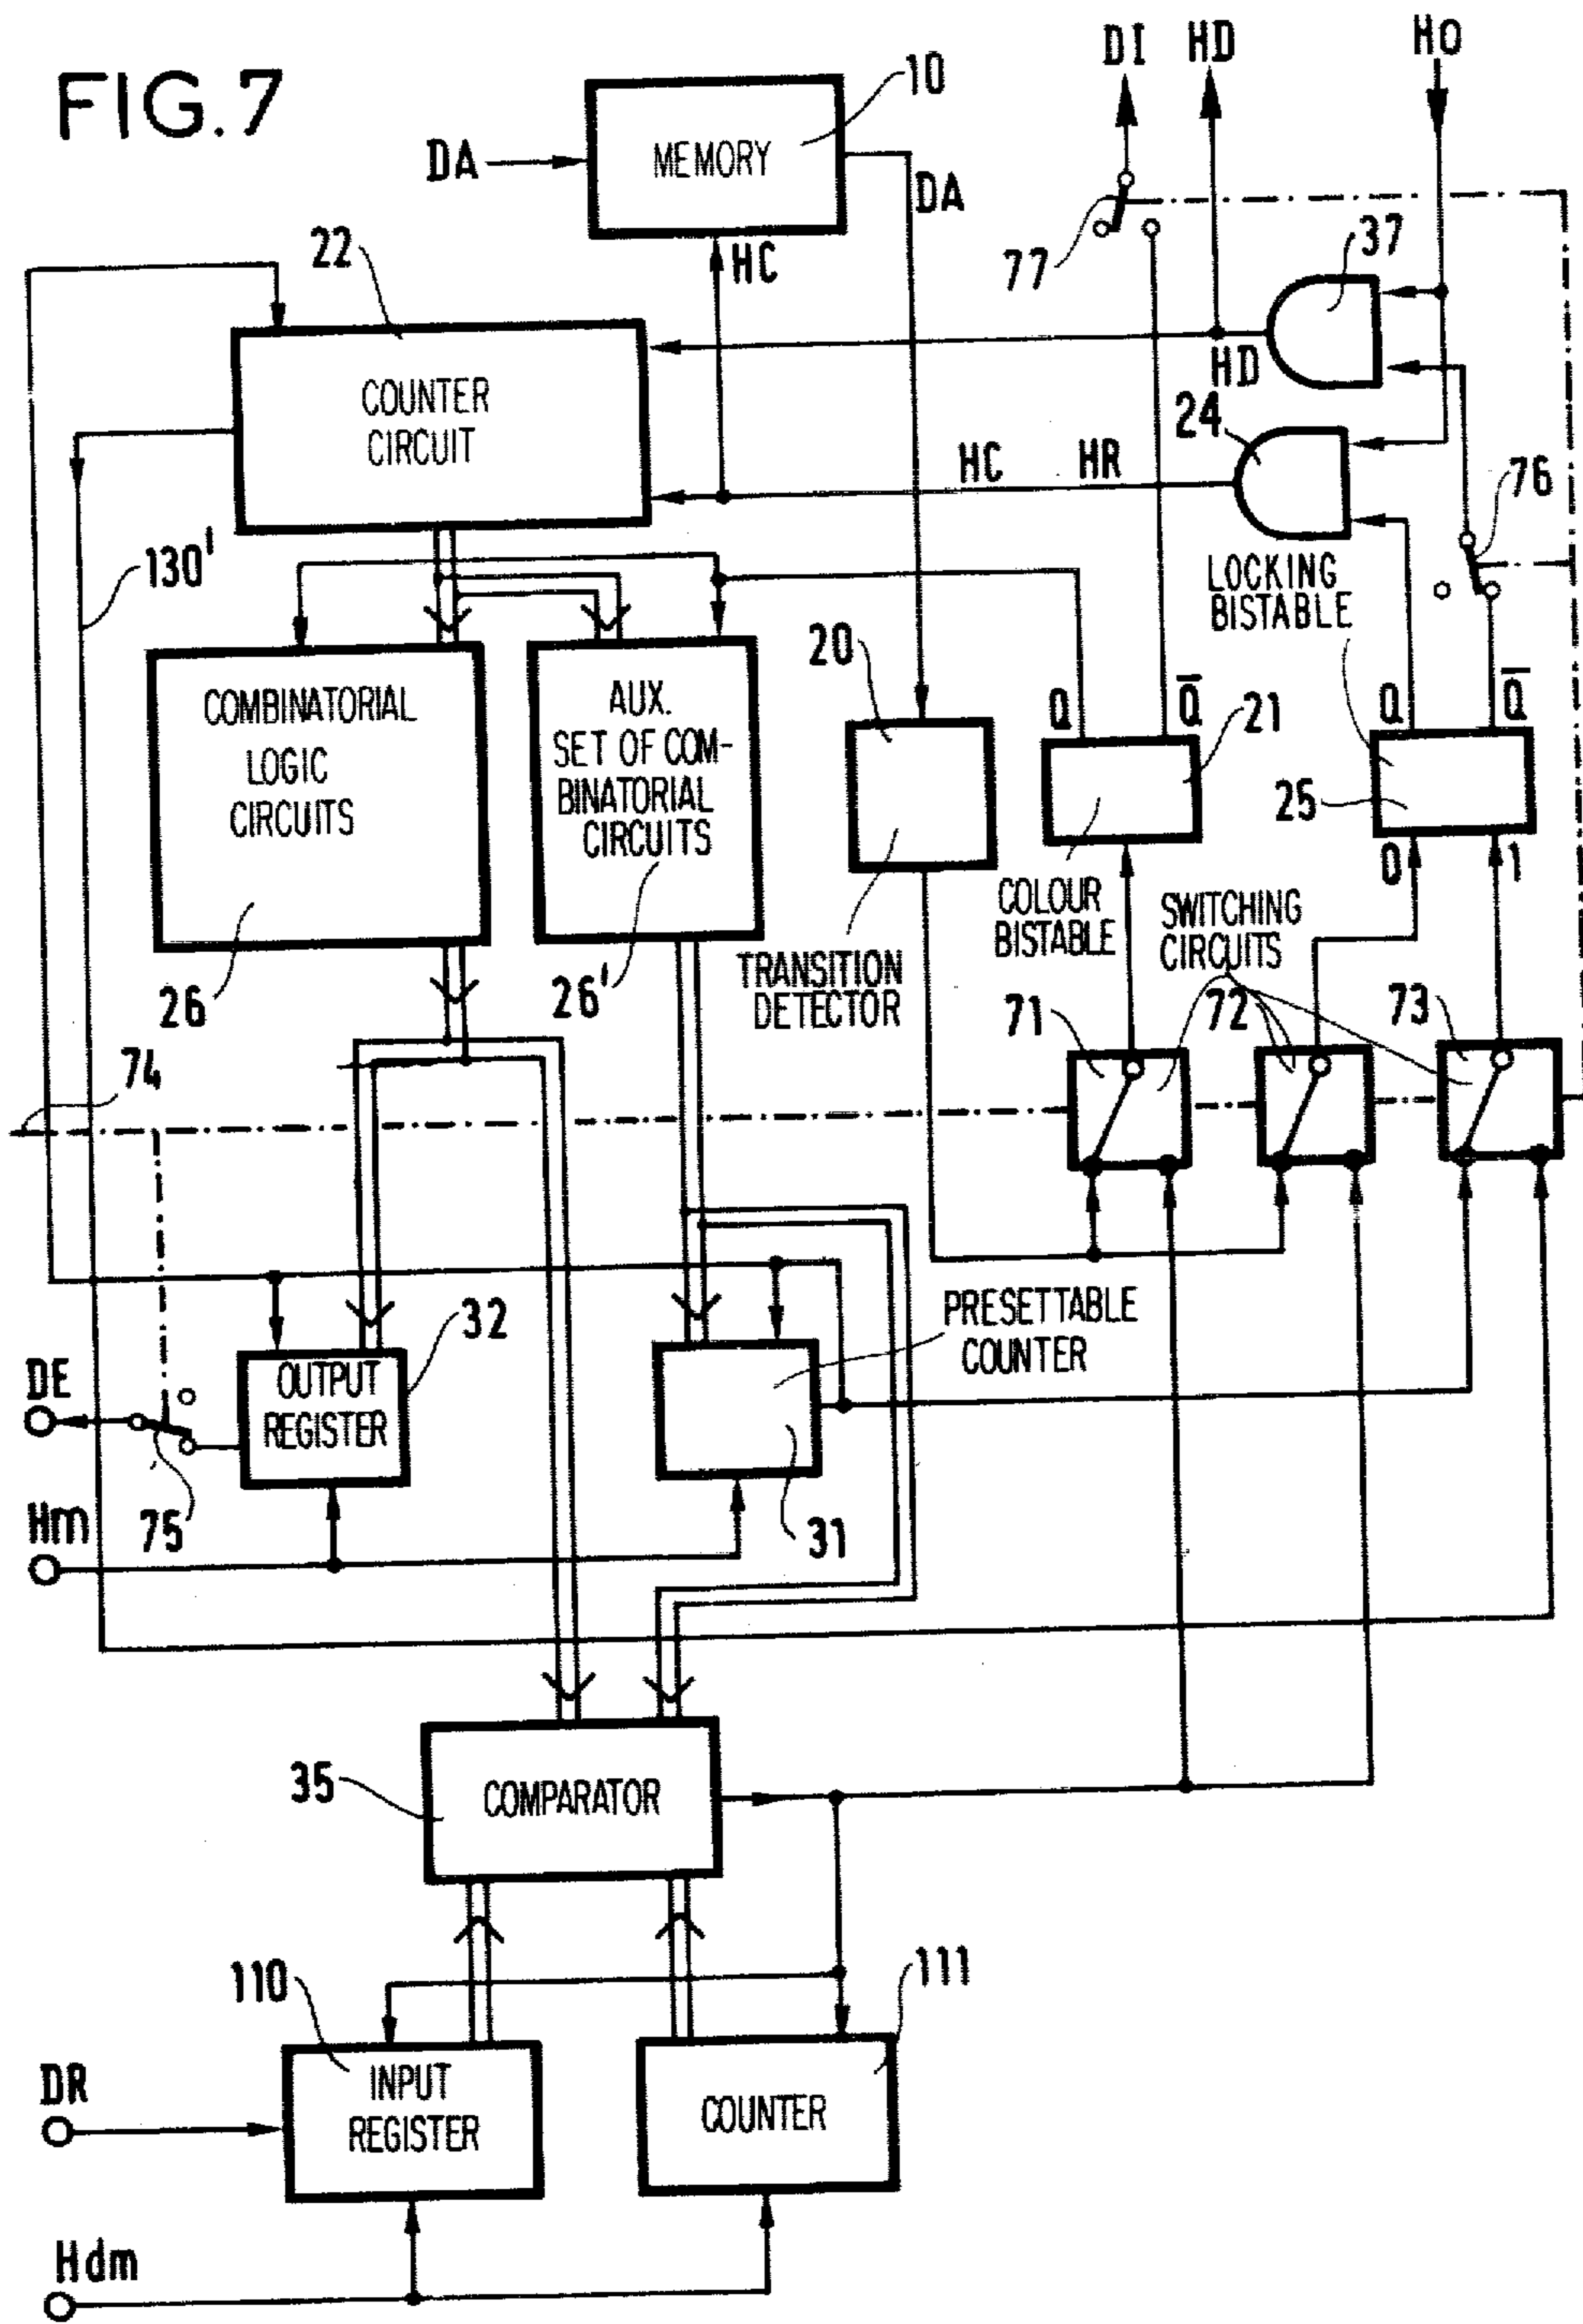 FIG. 7
DI
HD
Ho
10
MEMORY
DA
DA
77
37
22
HC
HD
COUNTER
CIRCUIT
24
HC
HR
76
130'
LOCKING
BISTABLE
20
COMBINATORIAL
LOGIC
CIRCUITS
AUX.
SET OF COM-
BINATORIAL
CIRCUITS
Q
Q̅
21
Q
Q̅
25
0
1
COLOUR
BISTABLE
SWITCHING
CIRCUITS
TRANSITION
DETECTOR
26
26'
71
72
73
74
PRESETTABLE
COUNTER
32
DE
OUTPUT
REGISTER
Hm
75
31
35
COMPARATOR
110
111
DR
INPUT
REGISTER
COUNTER
Hdm